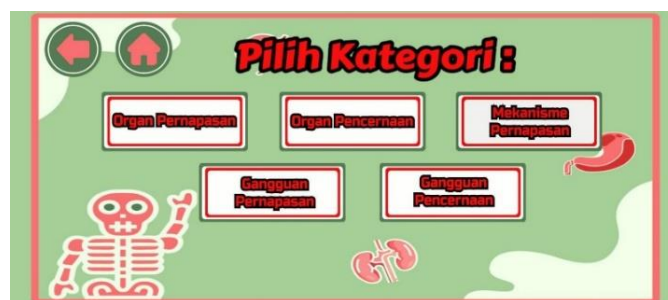 Pilih Kategori :
Organ Pernapasan
Organ Pencernaan
Mekanisme
Pernapasan
Gangguan
Pernapasan
Gangguan
Pencernaan